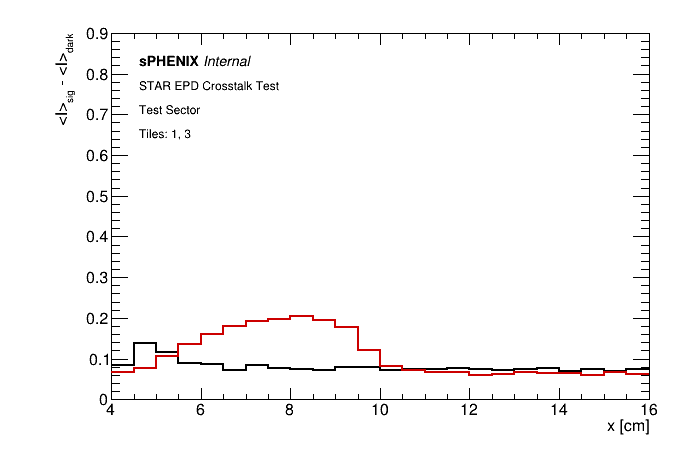 <I>sig - <I>dark
0.9
0.8
0.7
0.6
0.5
0.4
0.3
0.2
0.1
0
sPHENIX Internal
STAR EPD Crosstalk Test
Test Sector
Tiles: 1, 3
4 6 8 10 12 14 16
x [cm]